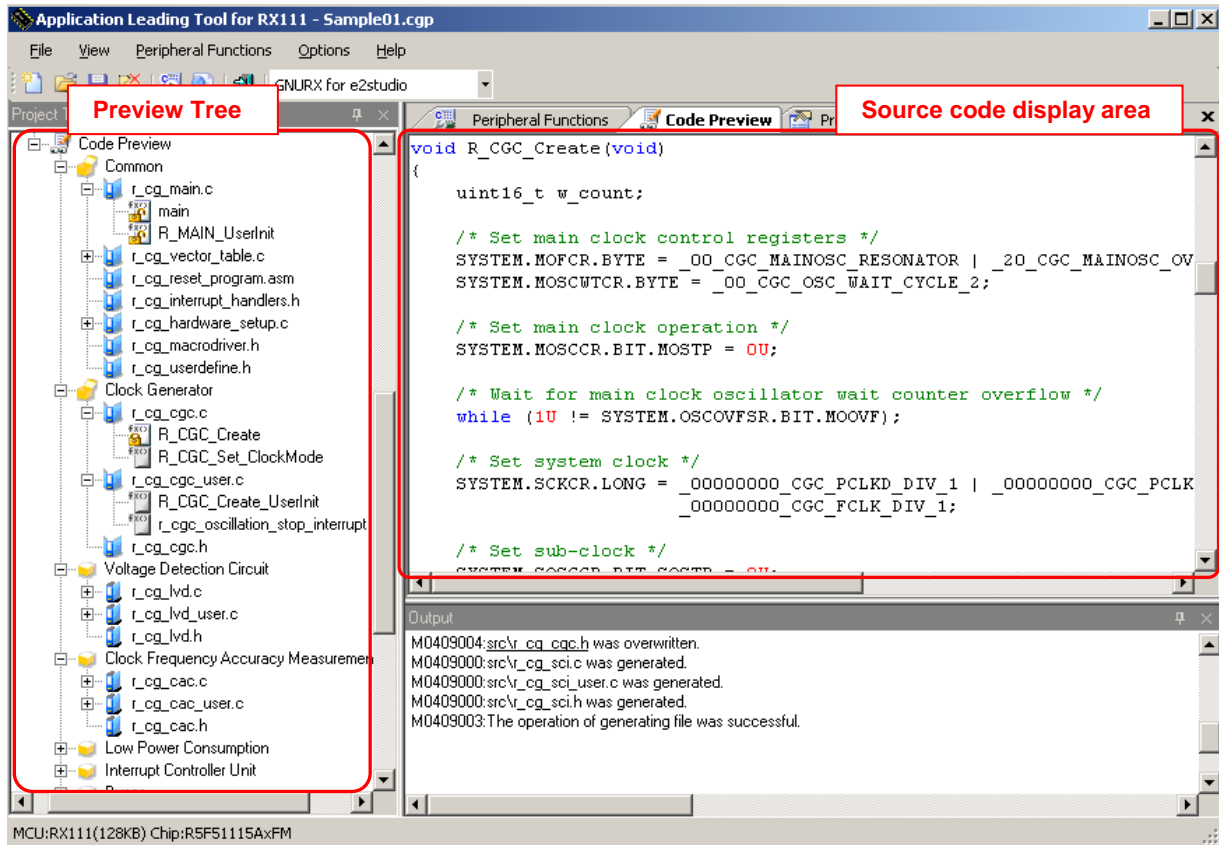 Application Leading Tool for RX111 - Sample01.cgp
File View Peripheral Functions Options Help
GNURX for e2studio
Project T
Preview Tree
Code Preview
Common
r_cg_main.c
main
R_MAIN_UserInit
r_cg_vector_table.c
r_cg_reset_program.asm
r_cg_interrupt_handlers.h
r_cg_hardware_setup.c
r_cg_macrodriver.h
r_cg_userdefine.h
Clock Generator
r_cg_cgc.c
R_CGC_Create
R_CGC_Set_ClockMode
r_cg_cgc_user.c
R_CGC_Create_UserInit
r_cgc_oscillation_stop_interrupt
r_cg_cgc.h
Voltage Detection Circuit
r_cg_lvd.c
r_cg_lvd_user.c
r_cg_lvd.h
Clock Frequency Accuracy Measuremen
r_cg_cac.c
r_cg_cac_user.c
r_cg_cac.h
Low Power Consumption
Interrupt Controller Unit
Peripheral Functions Code Preview Pr
Source code display area
void R_CGC_Create(void)
{
uint16_t w_count;
/* Set main clock control registers */
SYSTEM.MOFCR.BYTE = _00_CGC_MAINOSC_RESONATOR | _20_CGC_MAINOSC_OV
SYSTEM.MOSCWTCR.BYTE = _00_CGC_OSC_WAIT_CYCLE_2;
/* Set main clock operation */
SYSTEM.MOSCCR.BIT.MOSTP = 0U;
/* Wait for main clock oscillator wait counter overflow */
while (1U != SYSTEM.OSCOVFSR.BIT.MOOVF);
/* Set system clock */
SYSTEM.SCKCR.LONG = _00000000_CGC_PCLKD_DIV_1 | _00000000_CGC_PCLK
_00000000_CGC_FCLK_DIV_1;
/* Set sub-clock */
SYSTEM.SOSCCR.BIT.SOSTP = 0U;
Output
M0409004:src\r_cg_cgc.h was overwritten.
M0409000:src\r_cg_sci.c was generated.
M0409000:src\r_cg_sci_user.c was generated.
M0409000:src\r_cg_sci.h was generated.
M0409003:The operation of generating file was successful.
MCU:RX111(128KB) Chip:R5F51115AxFM